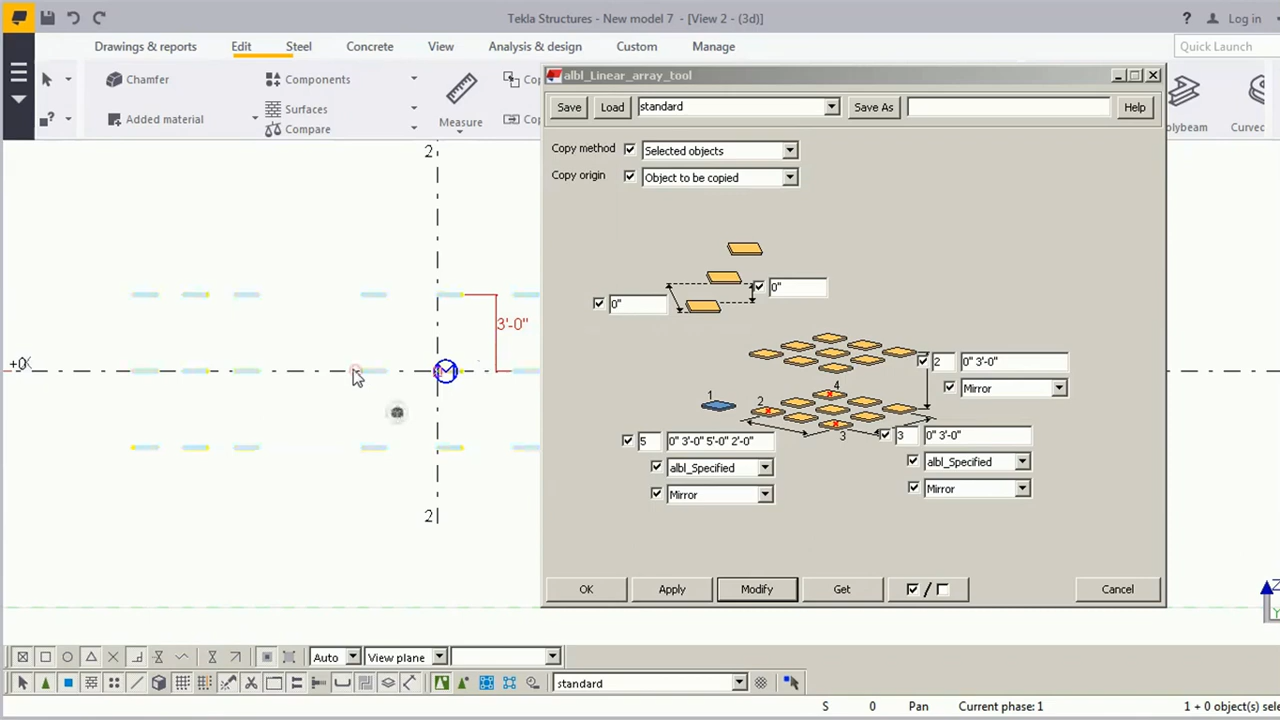 Tekla Structures - New model 7 - [View 2 - (3d)]
? Log in
Drawings & reports Edit Steel Concrete View Analysis & design Custom Manage
Quick Launch
Chamfer
Added material
Components
Surfaces
Compare
Measure
albl_Linear_array_tool
Save Load standard Save As Help
Copy method Selected objects
Copy origin Object to be copied
0"
0"
2 0" 3'-0"
Mirror
1 2 4 3
5 0" 3'-0" 5'-0" 2'-0"
albl_Specified
Mirror
3 0" 3'-0"
albl_Specified
Mirror
OK Apply Modify Get / Cancel
2
3'-0"
2
Auto View plane
standard
S 0 Pan Current phase: 1 1 + 0 object(s) sele